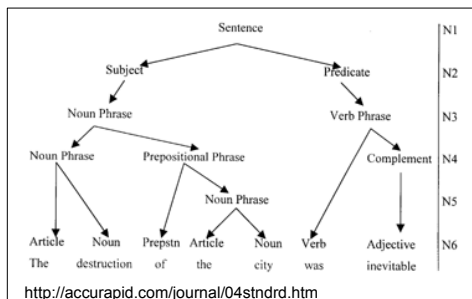 Sentence N1
Subject Predicate N2
Noun Phrase Verb Phrase N3
Noun Phrase Prepositional Phrase Complement N4
Noun Phrase N5
Article Noun Prepstn Article Noun Verb Adjective N6
The destruction of the city was inevitable
http://accurapid.com/journal/04stndrd.htm